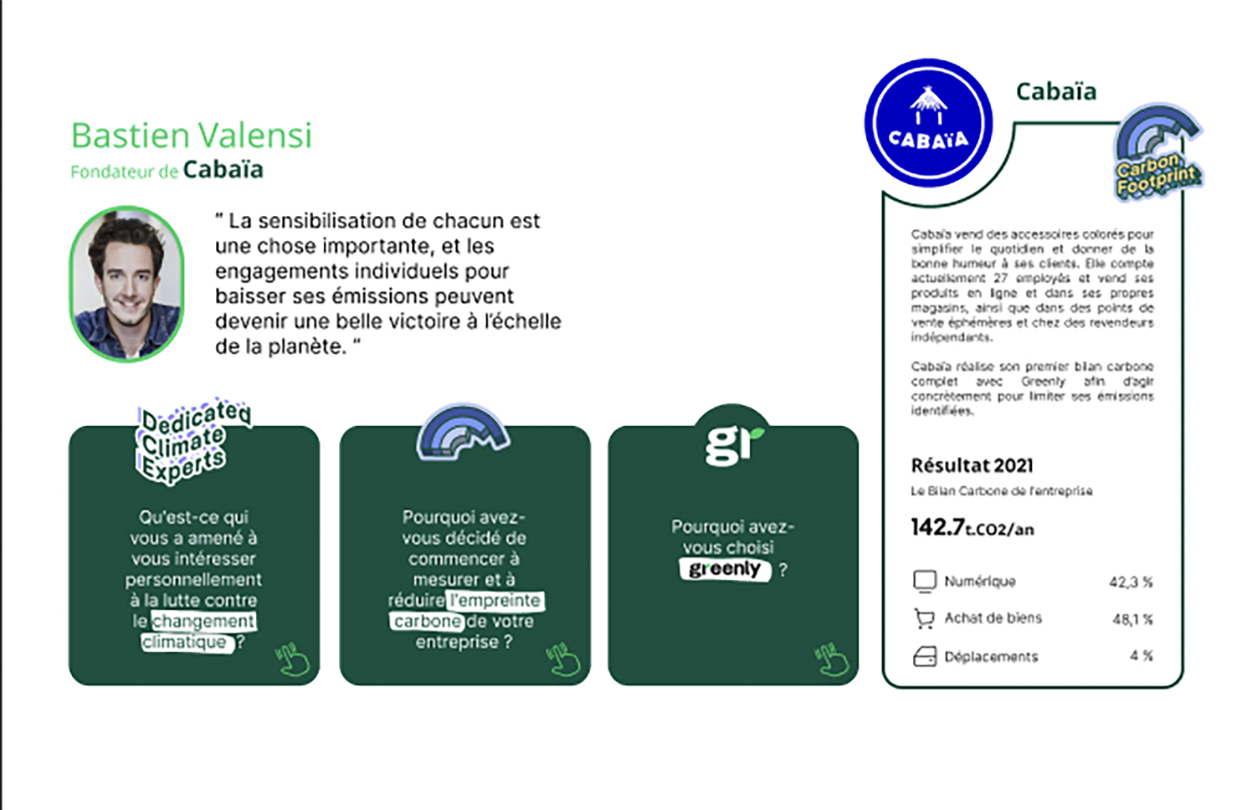 Bastien Valensi
Fondateur de Cabaïa
" La sensibilisation de chacun est
une chose importante, et les
engagements individuels pour
baisser ses émissions peuvent
devenir une belle victoire à l'échelle
de la planète. "
Dedicated
Climate
Experts
Qu'est-ce qui
vous a amené à
vous intéresser
personnellement
à la lutte contre
le changement
climatique ?
Pourquoi avez-
vous décidé de
commencer à
mesurer et à
réduire l'empreinte
carbone de votre
entreprise ?
gr
Pourquoi avez-
vous choisi
greenly ?
CABAÏA
Cabaïa
Carbon
Footprint
Cabaïa vend des accessoires colorés pour
simplifier le quotidien et donner de la
bonne humeur à ses clients. Elle compte
actuellement 27 employés et vend ses
produits en ligne et dans ses propres
magasins, ainsi que dans des points de
vente éphémères et chez des revendeurs
indépendants.
Cabaïa réalise son premier bilan carbone
complet avec Greenly afin d'agir
concrètement pour limiter ses émissions
identifiées.
Résultat 2021
Le Bilan Carbone de l'entreprise
142.7t.CO2/an
Numérique 42,3 %
Achat de biens 48,1 %
Déplacements 4 %